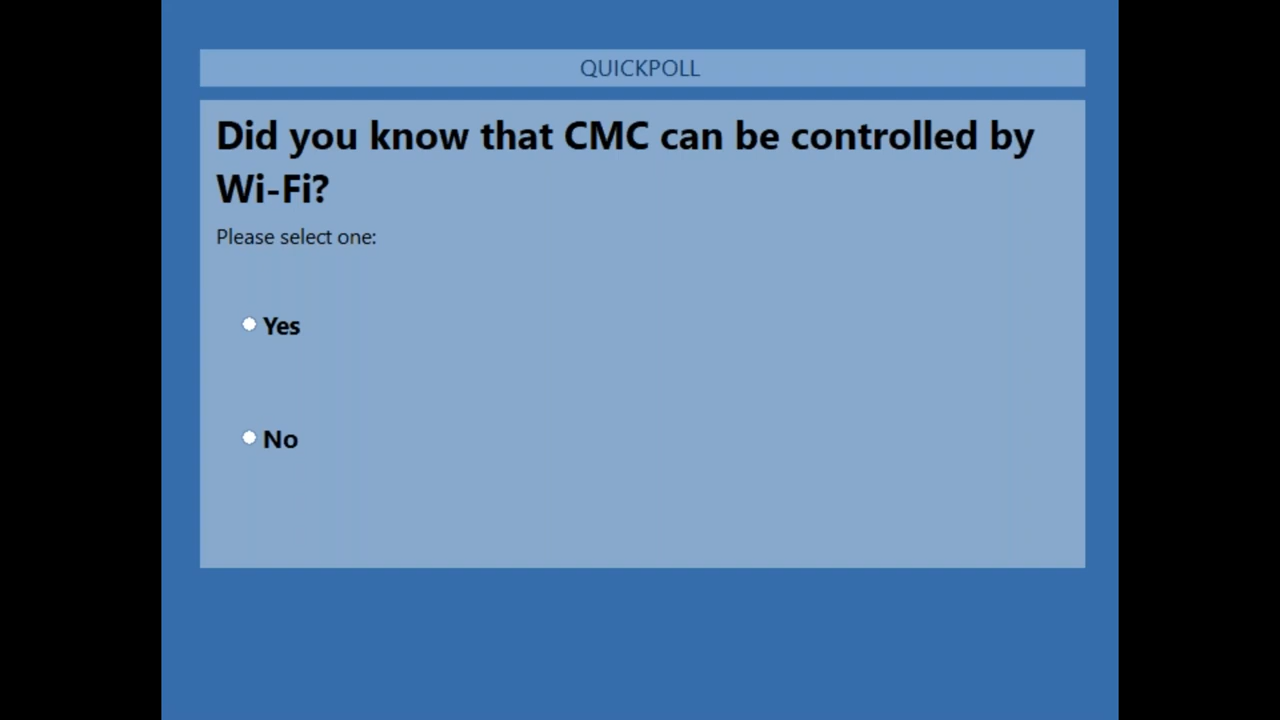 QUICKPOLL
Did you know that CMC can be controlled by
Wi-Fi?
Please select one:
Yes
No